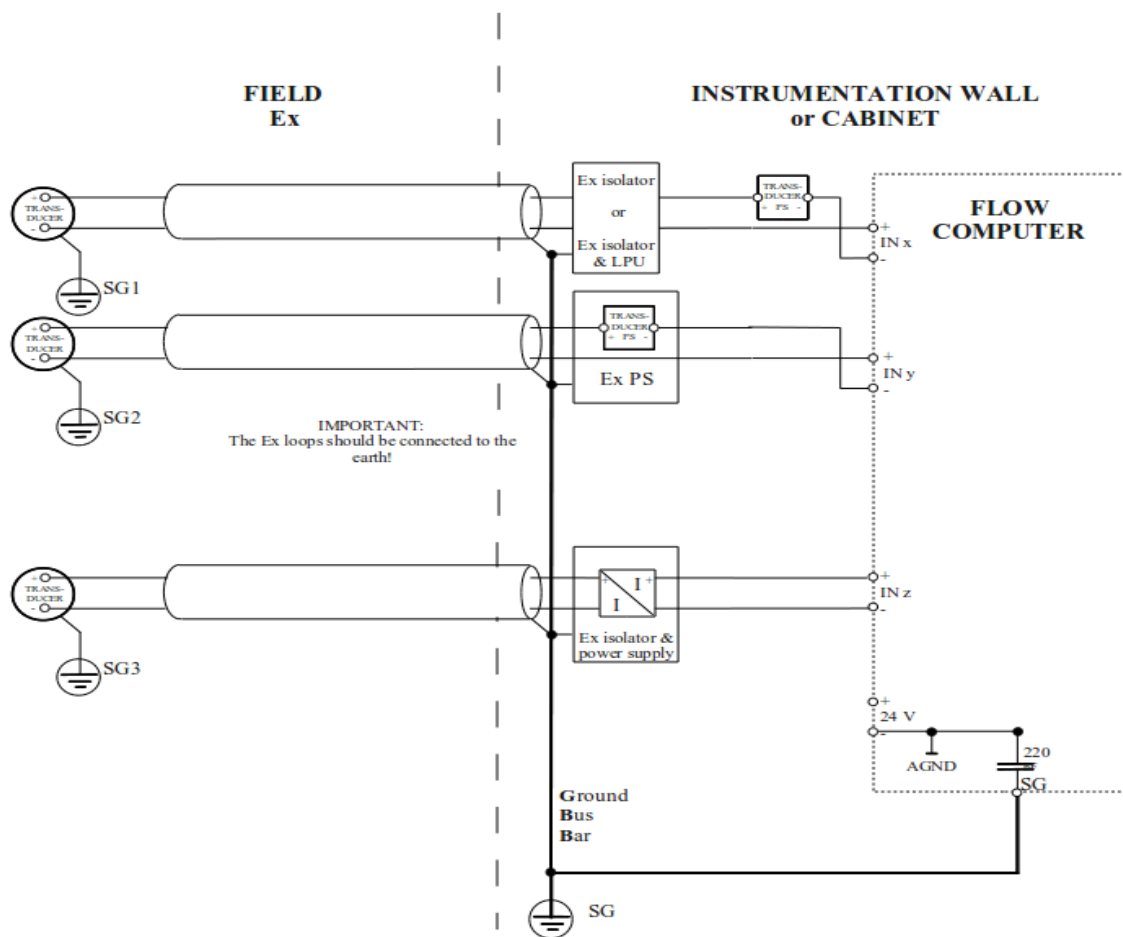 FIELD
Ex
INSTRUMENTATION WALL
or CABINET
+
TRANS-
DUCER
-
SG1
Ex isolator
or
Ex isolator
& LPU
TRANS-
DUCER
+ PS -
FLOW
COMPUTER
+
IN x
-
+
TRANS-
DUCER
-
SG2
TRANS-
DUCER
+ PS -
Ex PS
+
IN y
-
IMPORTANT:
The Ex loops should be connected to the
earth!
+
TRANS-
DUCER
-
SG3
+ I +
I
Ex isolator &
power supply
+
IN z
-
+
24 V
-
AGND
220
SG
Ground
Bus
Bar
SG